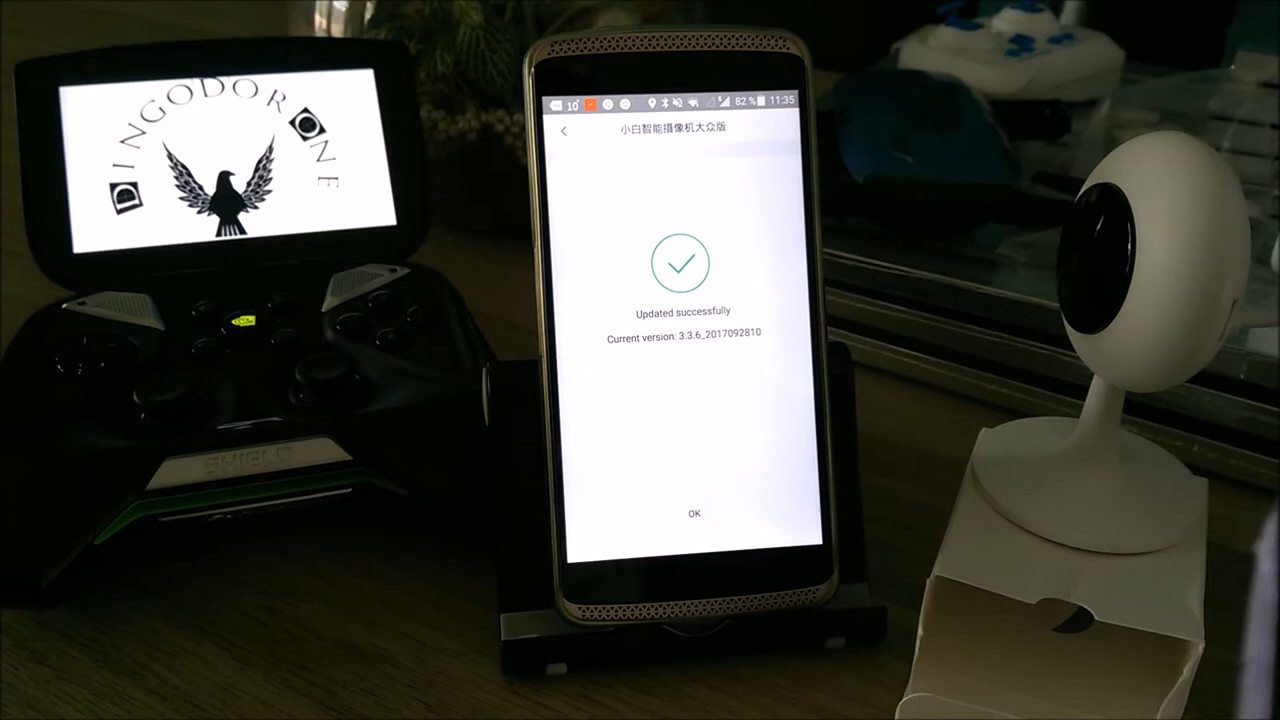 DINGODORONE
SHIELD
10°
82 % 11:35
小白智能摄像机大众版
Updated successfully
Current version: 3.3.6_2017092810
OK